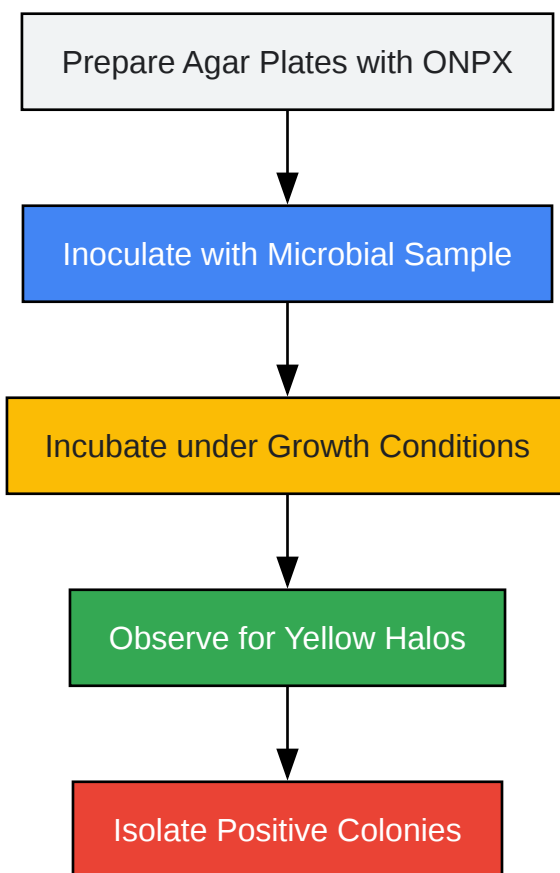 Prepare Agar Plates with ONPX
Inoculate with Microbial Sample
Incubate under Growth Conditions
Observe for Yellow Halos
Isolate Positive Colonies